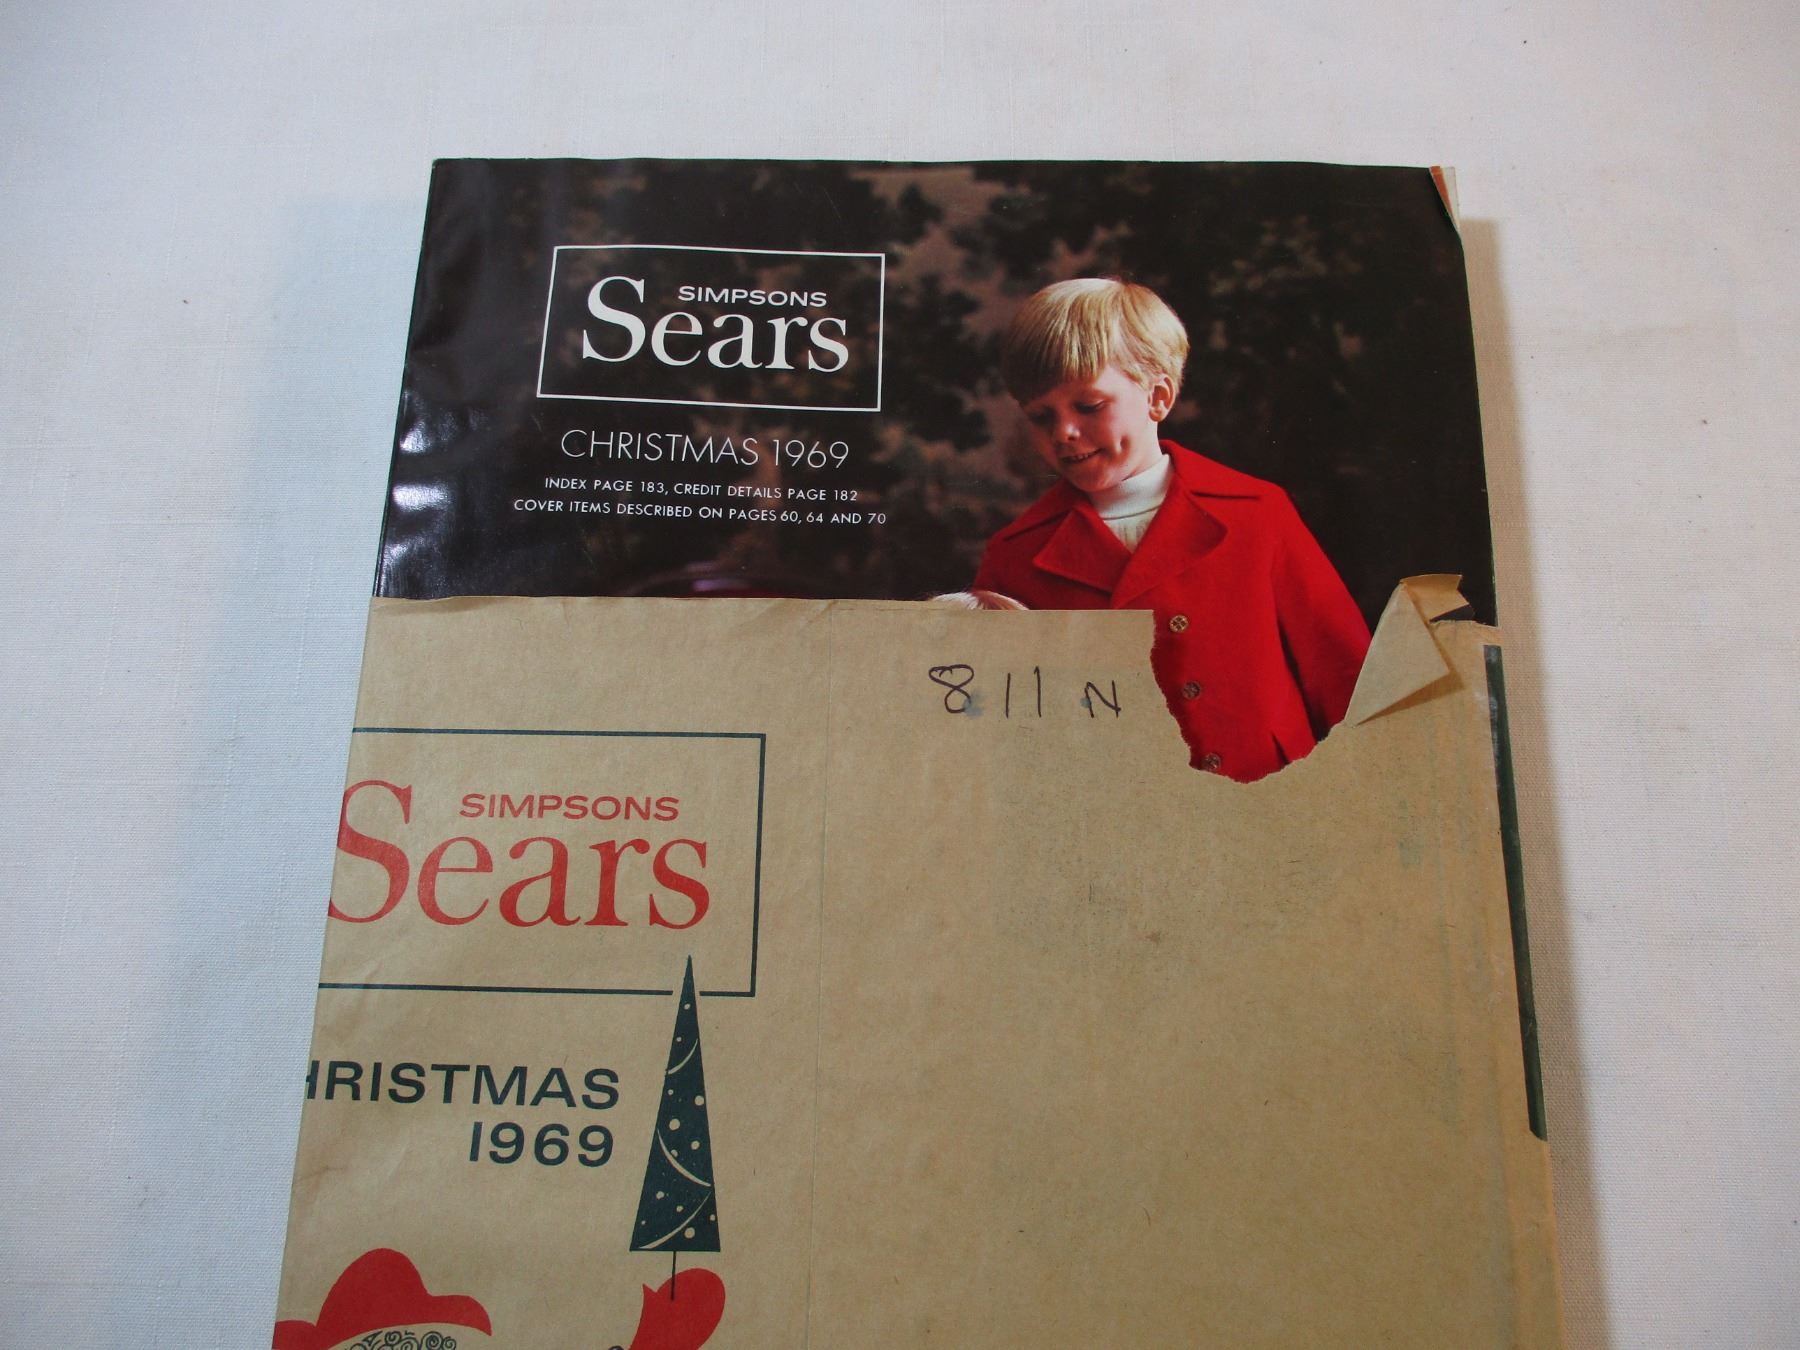 SIMPSONS
Sears
CHRISTMAS 1969
INDEX PAGE 183, CREDIT DETAILS PAGE 182
COVER ITEMS DESCRIBED ON PAGES 60, 64 AND 70
811 N
SIMPSONS
Sears
HRISTMAS
1969